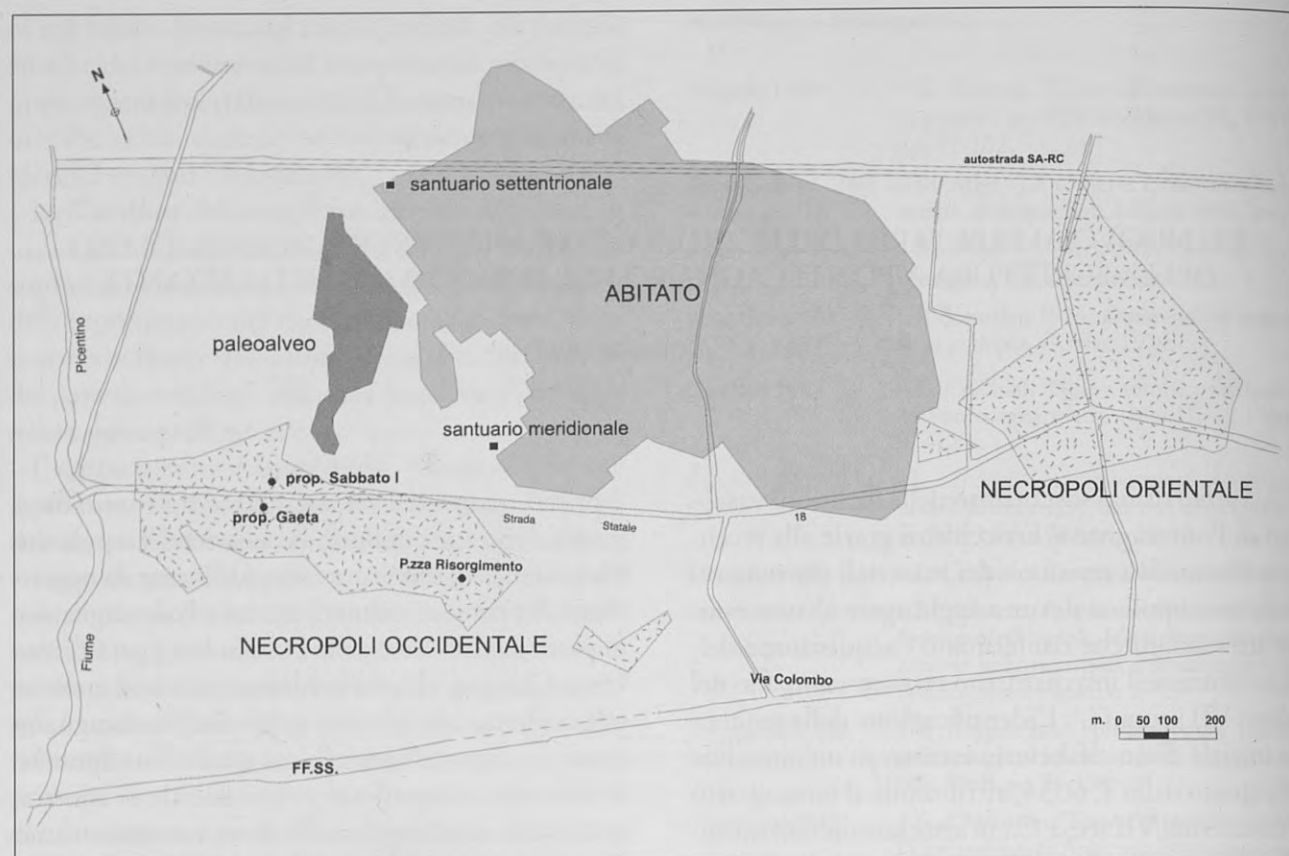 N
autostrada SA-RC
santuario settentrionale
ABITATO
Picentino
paleoalveo
santuario meridionale
prop. Sabbato I
NECROPOLI ORIENTALE
prop. Gaeta
Strada
Statale
18
P.zza Risorgimento
NECROPOLI OCCIDENTALE
Fiume
Via Colombo
m. 50 100 200
FF.SS.